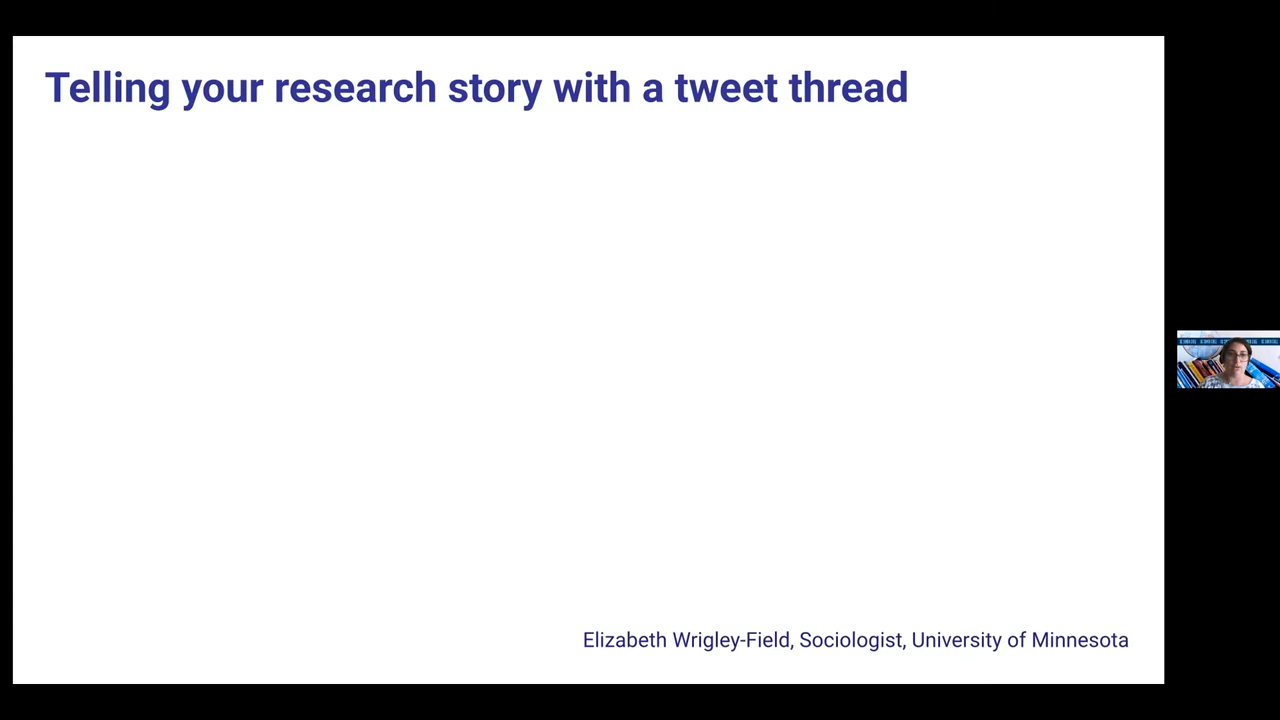 Telling your research story with a tweet thread
Elizabeth Wrigley-Field, Sociologist, University of Minnesota